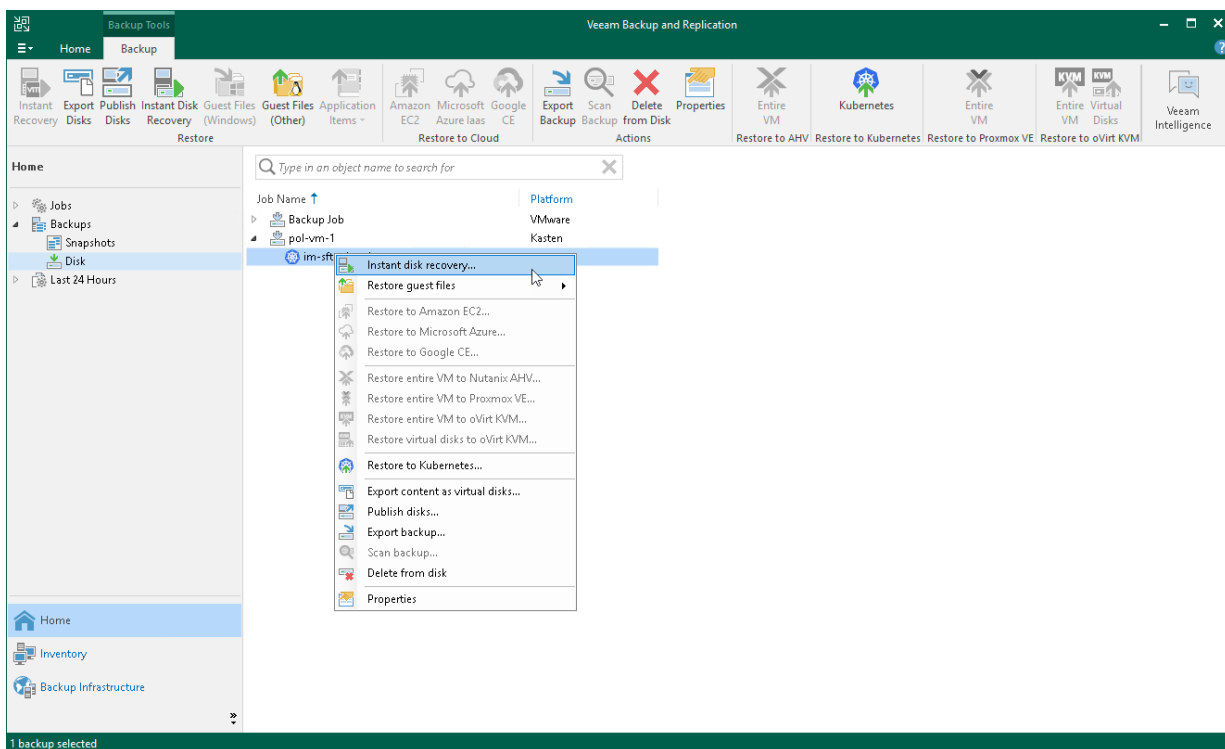 Backup Tools
Veeam Backup and Replication
Home
Backup
Instant Recovery
Export Disks
Publish Disks
Instant Disk Recovery
Guest Files (Windows)
Guest Files (Other)
Application Items
Restore
Amazon EC2
Microsoft Azure Iaas
Google CE
Restore to Cloud
Export Backup
Scan Backup
Delete from Disk
Properties
Actions
Entire VM
Restore to AHV
Kubernetes
Restore to Kubernetes
Entire VM
Restore to Proxmox VE
KVM
Entire VM
KVM
Virtual Disks
Restore to oVirt KVM
Veeam Intelligence
Home
Jobs
Backups
Snapshots
Disk
Last 24 Hours
Type in an object name to search for
Job Name
Platform
Backup Job
VMware
pol-vm-1
Kasten
Instant disk recovery...
Restore guest files
Restore to Amazon EC2...
Restore to Microsoft Azure...
Restore to Google CE...
Restore entire VM to Nutanix AHV...
Restore entire VM to Proxmox VE...
Restore entire VM to oVirt KVM...
Restore virtual disks to oVirt KVM...
Restore to Kubernetes...
Export content as virtual disks...
Publish disks...
Export backup...
Scan backup...
Delete from disk
Properties
Home
Inventory
Backup Infrastructure
1 backup selected